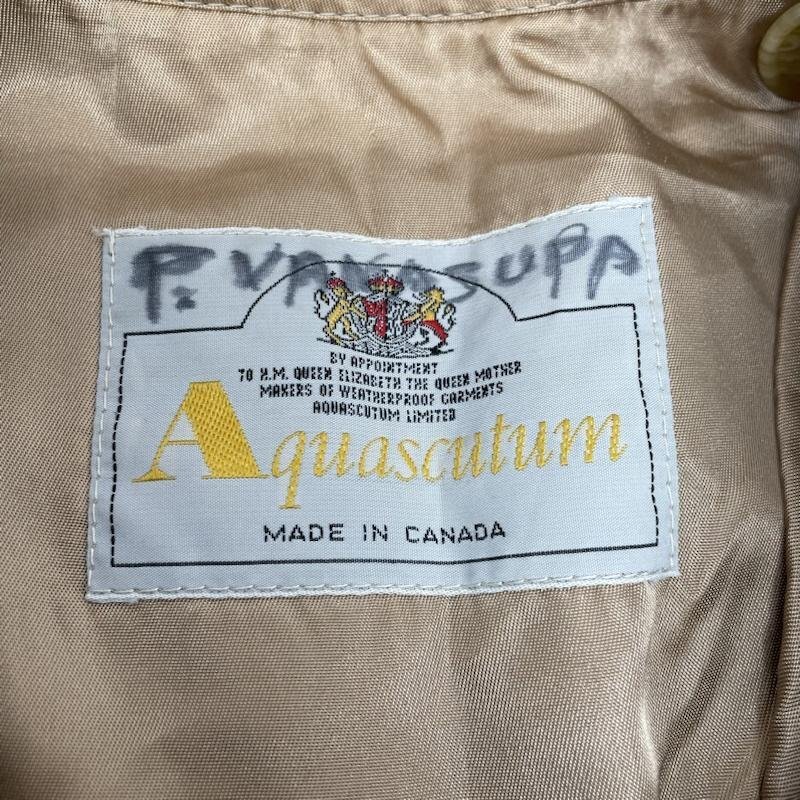 P. VANASUPA
BY APPOINTMENT
TO H.M. QUEEN ELIZABETH THE QUEEN MOTHER
MAKERS OF WEATHERPROOF GARMENTS
AQUASCUTUM LIMITED
Aquascutum
MADE IN CANADA